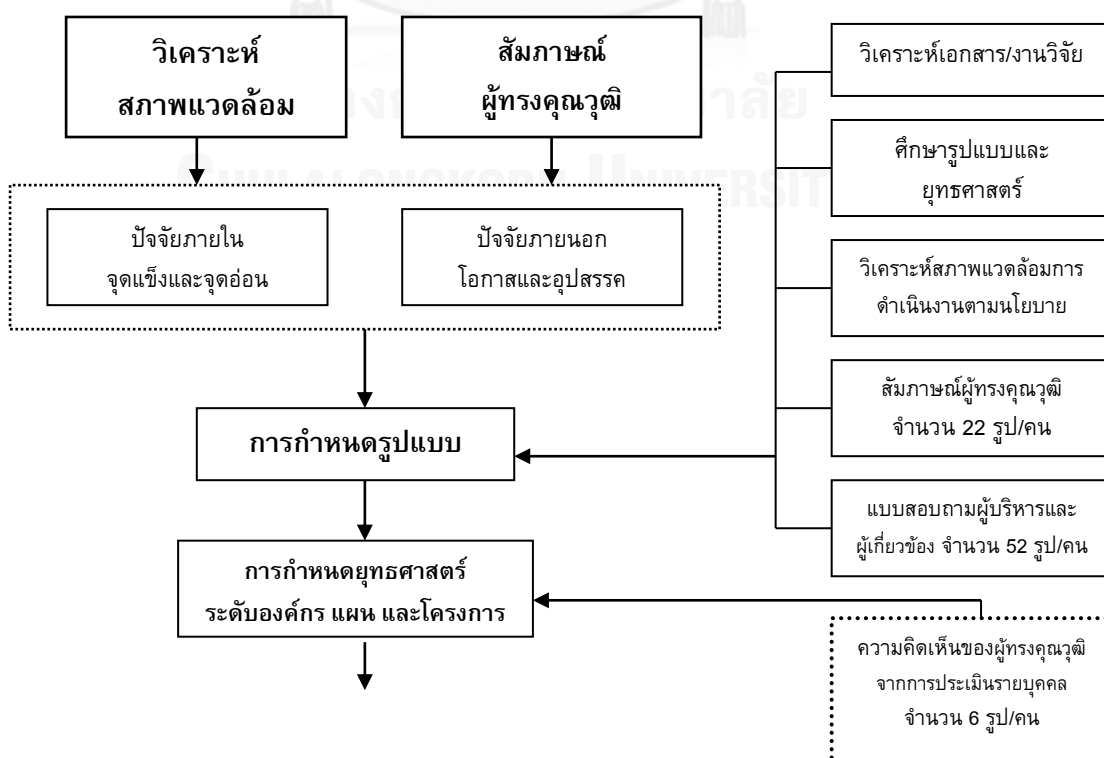 วิเคราะห์
สภาพแวดล้อม
สัมภาษณ์
ผู้ทรงคุณวุฒิ
ปัจจัยภายใน
จุดแข็งและจุดอ่อน
ปัจจัยภายนอก
โอกาสและอุปสรรค
การกำหนดรูปแบบ
การกำหนดยุทธศาสตร์
ระดับองค์กร แผน และโครงการ
วิเคราะห์เอกสาร/งานวิจัย
ศึกษารูปแบบและ
ยุทธศาสตร์
วิเคราะห์สภาพแวดล้อมการ
ดำเนินงานตามนโยบาย
สัมภาษณ์ผู้ทรงคุณวุฒิ
จำนวน 22 รูป/คน
แบบสอบถามผู้บริหารและ
ผู้เกี่ยวข้อง จำนวน 52 รูป/คน
ความคิดเห็นของผู้ทรงคุณวุฒิ
จากการประเมินรายบุคคล
จำนวน 6 รูป/คน